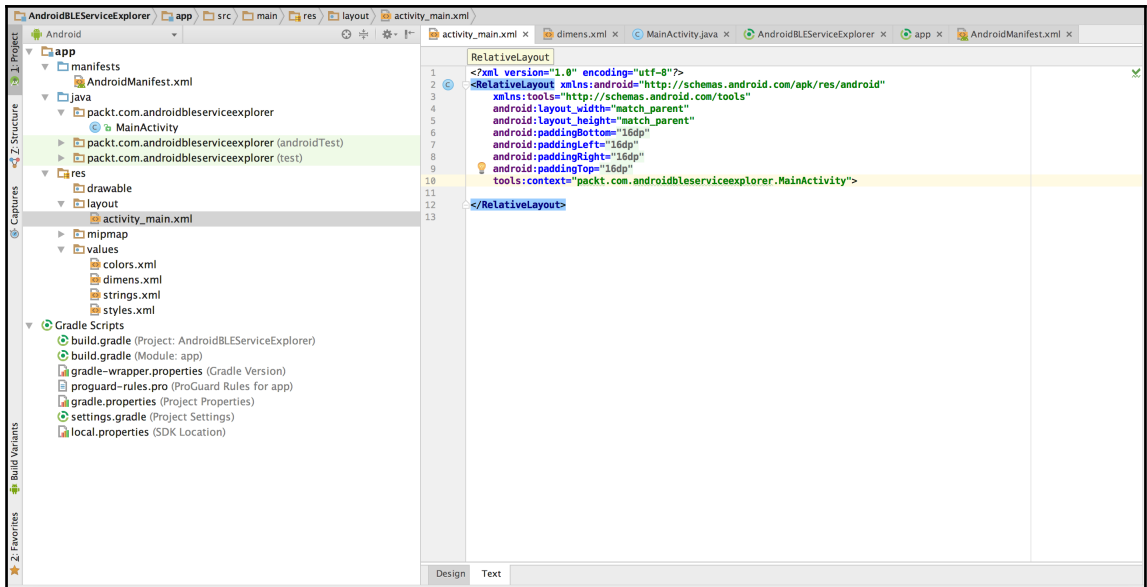 AndroidBLEServiceExplorer app src main res layout activity_main.xml
Android
activity_main.xml dimens.xml MainActivity.java AndroidBLEServiceExplorer app AndroidManifest.xml
1: Project
Z: Structure
Captures
Build Variants
2: Favorites
app
manifests
AndroidManifest.xml
java
packt.com.androidbleserviceexplorer
MainActivity
packt.com.androidbleserviceexplorer (androidTest)
packt.com.androidbleserviceexplorer (test)
res
drawable
layout
activity_main.xml
mipmap
values
colors.xml
dimens.xml
strings.xml
styles.xml
Gradle Scripts
build.gradle (Project: AndroidBLEServiceExplorer)
build.gradle (Module: app)
gradle-wrapper.properties (Gradle Version)
proguard-rules.pro (ProGuard Rules for app)
gradle.properties (Project Properties)
settings.gradle (Project Settings)
local.properties (SDK Location)
RelativeLayout
1 <?xml version="1.0" encoding="utf-8"?>
2 <RelativeLayout xmlns:android="http://schemas.android.com/apk/res/android"
3 xmlns:tools="http://schemas.android.com/tools"
4 android:layout_width="match_parent"
5 android:layout_height="match_parent"
6 android:paddingBottom="16dp"
7 android:paddingLeft="16dp"
8 android:paddingRight="16dp"
9 android:paddingTop="16dp"
10 tools:context="packt.com.androidbleserviceexplorer.MainActivity">
11
12 </RelativeLayout>
13
Design Text